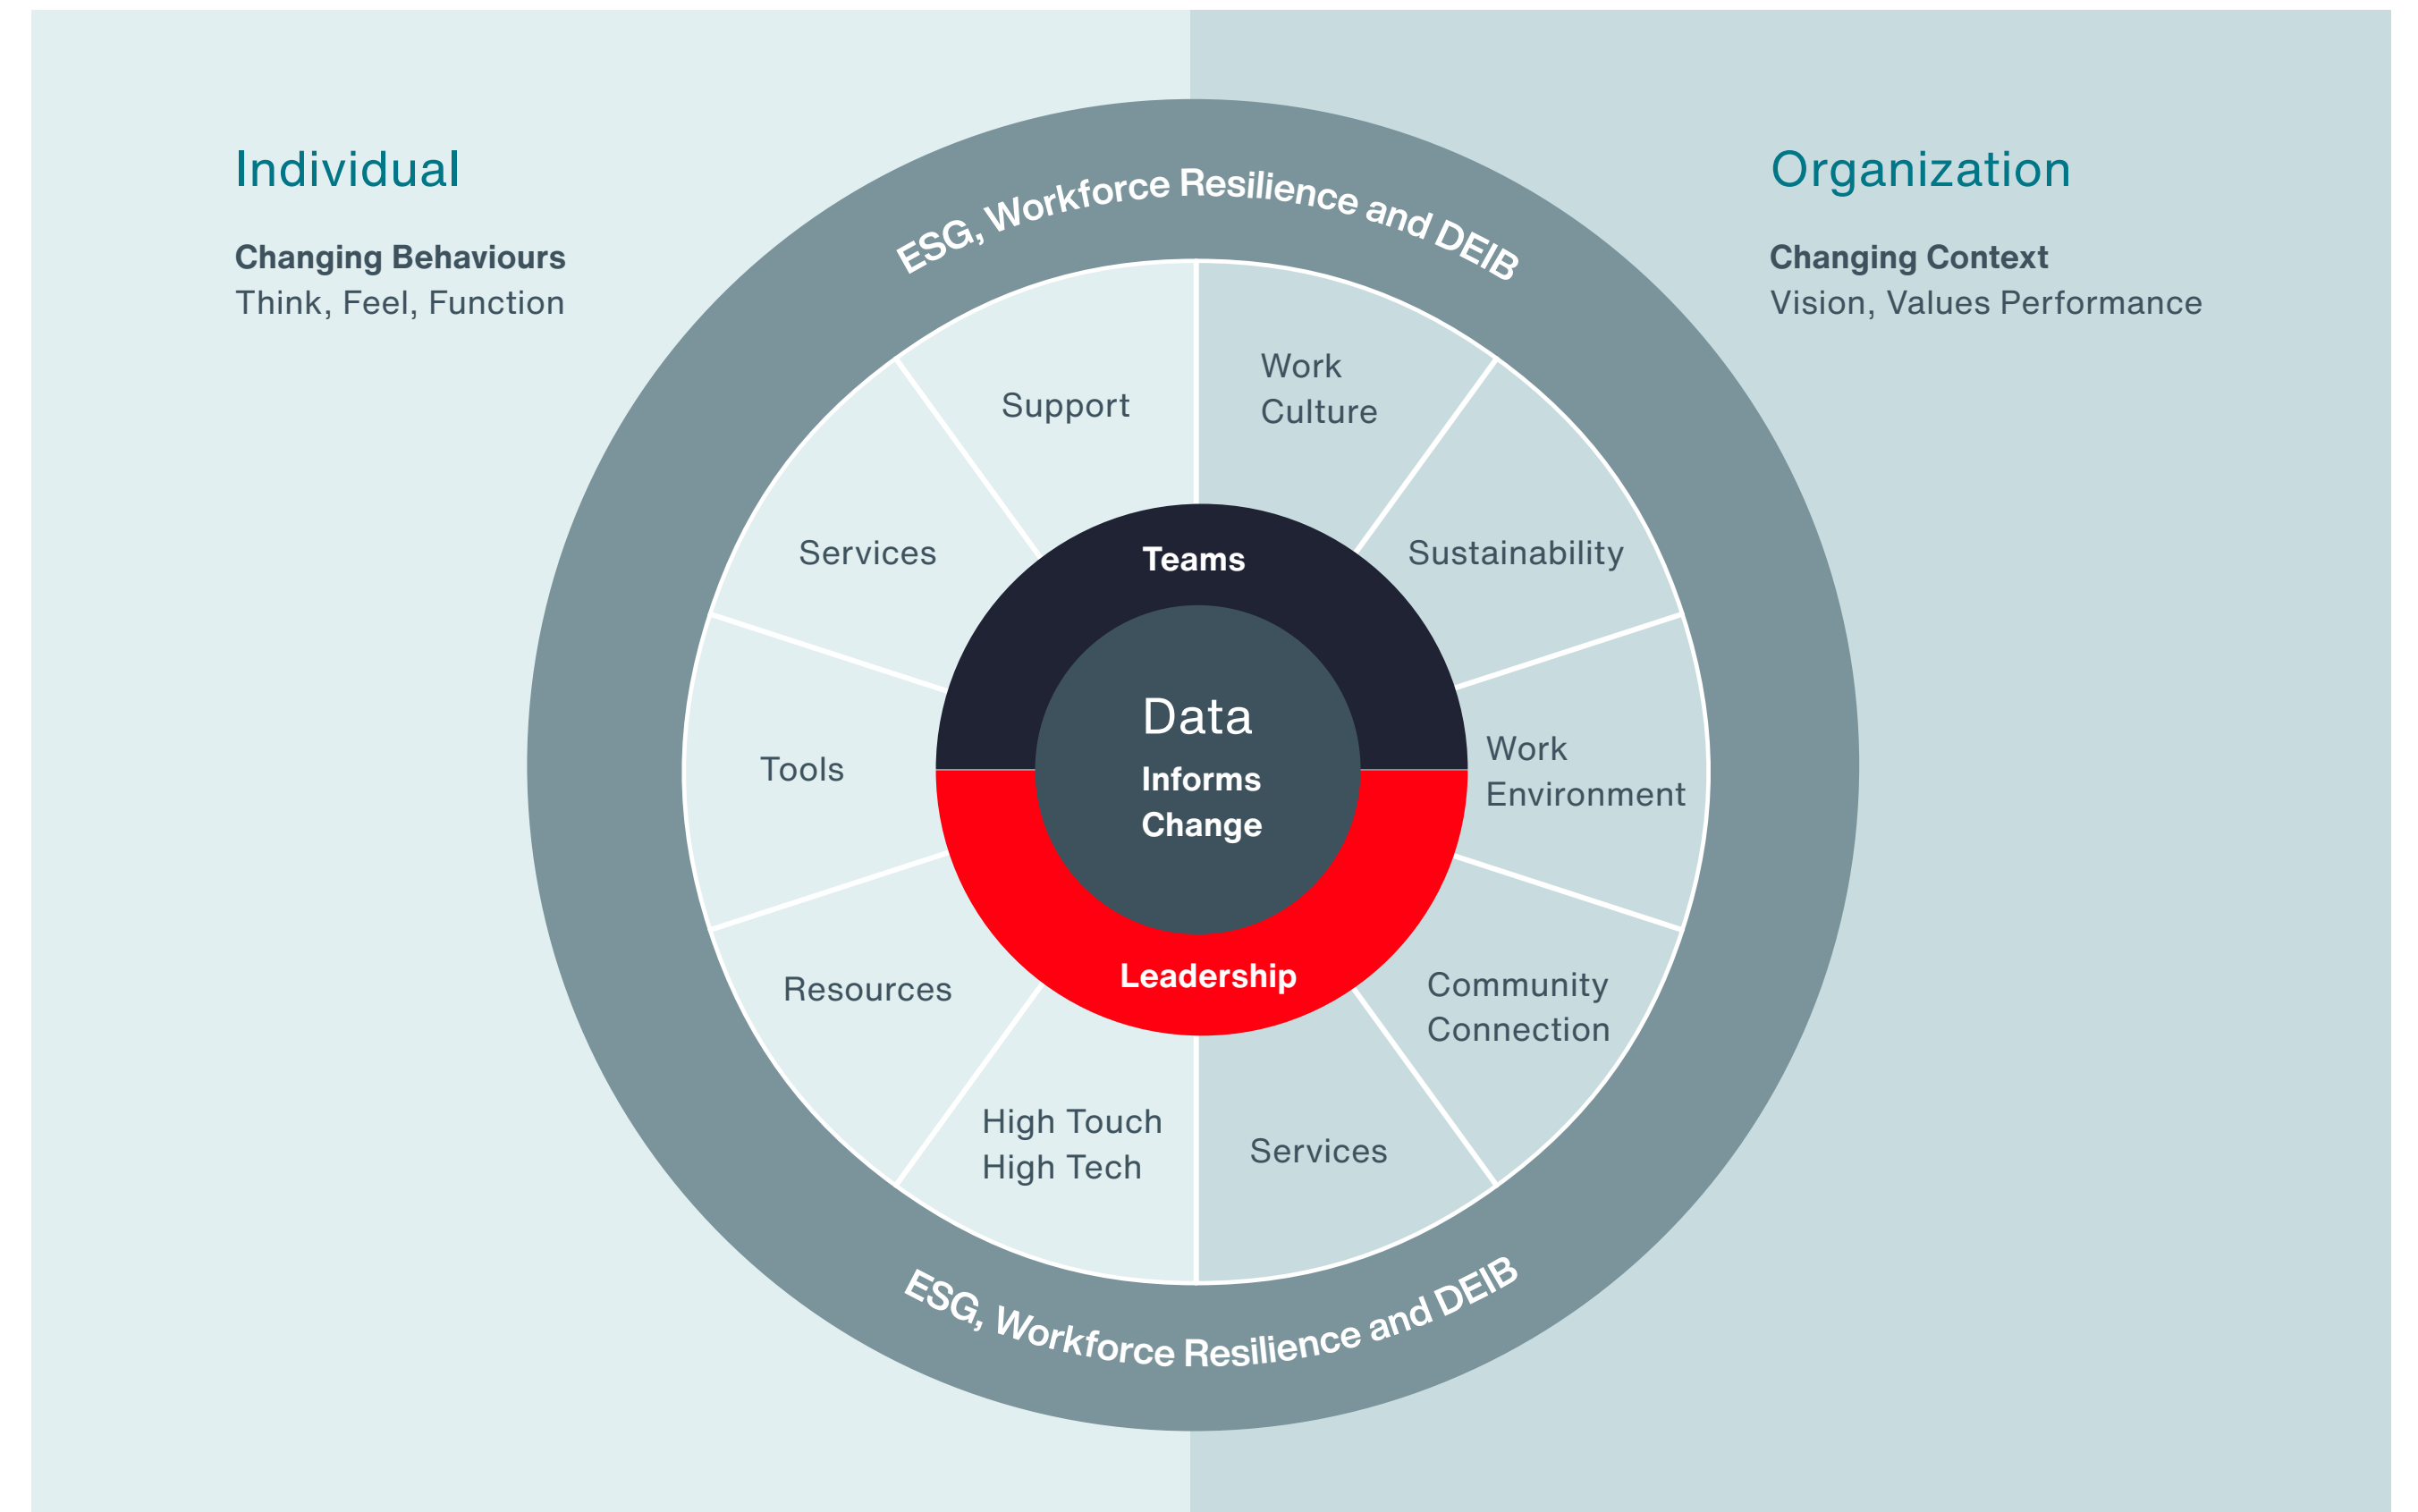 Individual
Changing Behaviours
Think, Feel, Function
Organization
Changing Context
Vision, Values Performance
ESG, Workforce Resilience and DEIB
Support
Work
Culture
Services
Sustainability
Teams
Tools
Data
Informs
Change
Work
Environment
Resources
Leadership
Community
Connection
High Touch
High Tech
Services
ESG, Workforce Resilience and DEIB